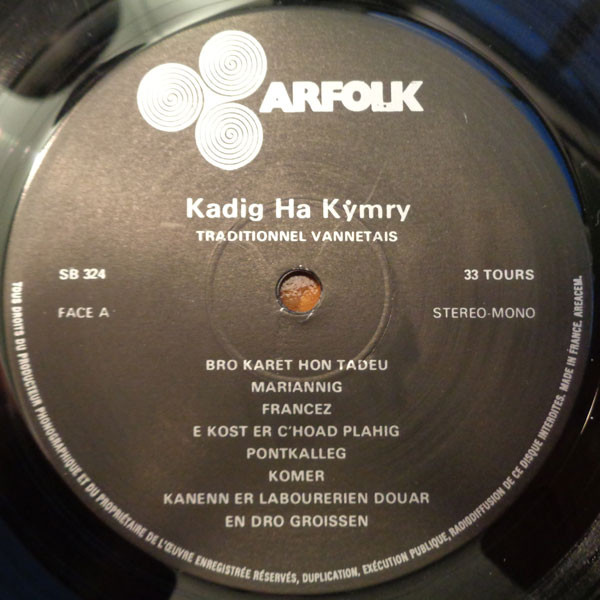 ARFOLK
Kadig Ha Kẙmry
TRADITIONNEL VANNETAIS
SB 324
33 TOURS
FACE A
STEREO-MONO
BRO KARET HON TADEU
MARIANNIG
FRANCEZ
E KOST ER C'HOAD PLAHIG
PONTKALLEG
KOMER
KANENN ER LABOURERIEN DOUAR
EN DRO GROISSEN
TOUS DROITS DU PRODUCTEUR PHONOGRAPHIQUE ET DU PROPRIÉTAIRE DE L'ŒUVRE ENREGISTRÉE RÉSERVÉS, DUPLICATION, EXÉCUTION PUBLIQUE, RADIODIFFUSION DE CE DISQUE INTERDITES. MADE IN FRANCE. AREACEM.